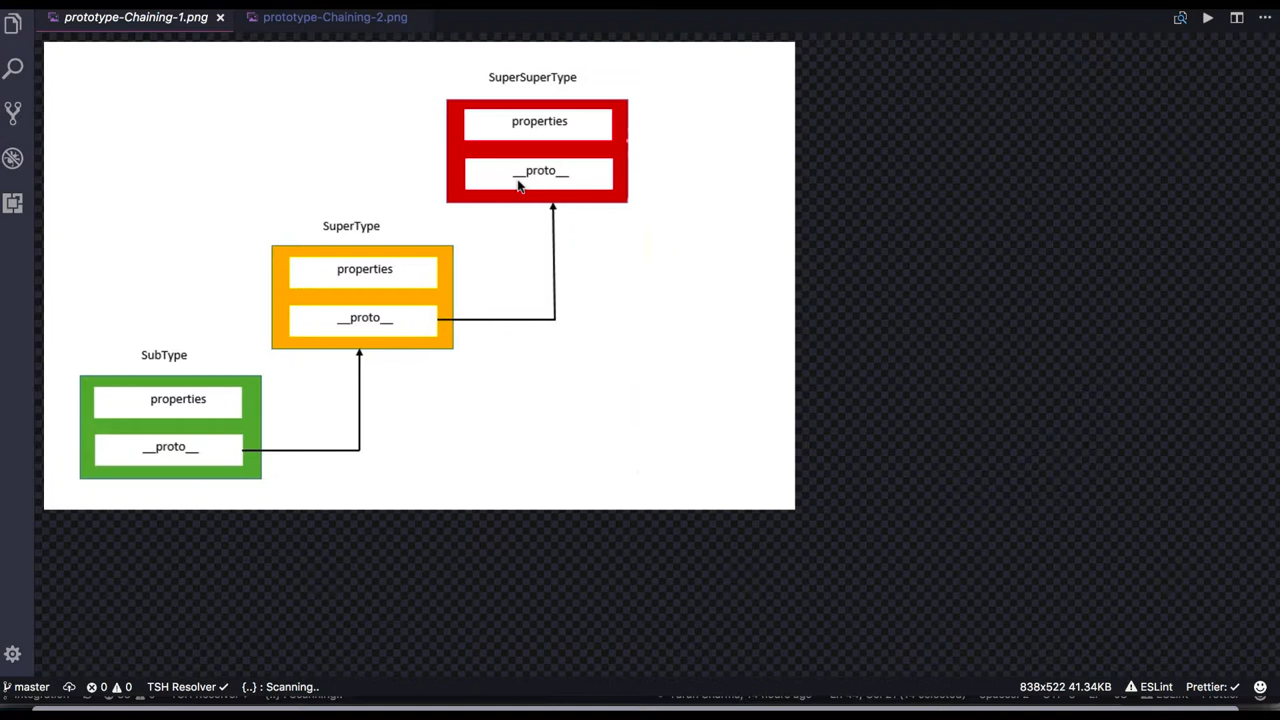 prototype-Chaining-1.png
prototype-Chaining-2.png
SuperSuperType
properties
__proto__
SuperType
properties
__proto__
SubType
properties
__proto__
master
0 0 TSH Resolver {..} : Scanning..
838x522 41.34KB ESLint Prettier: